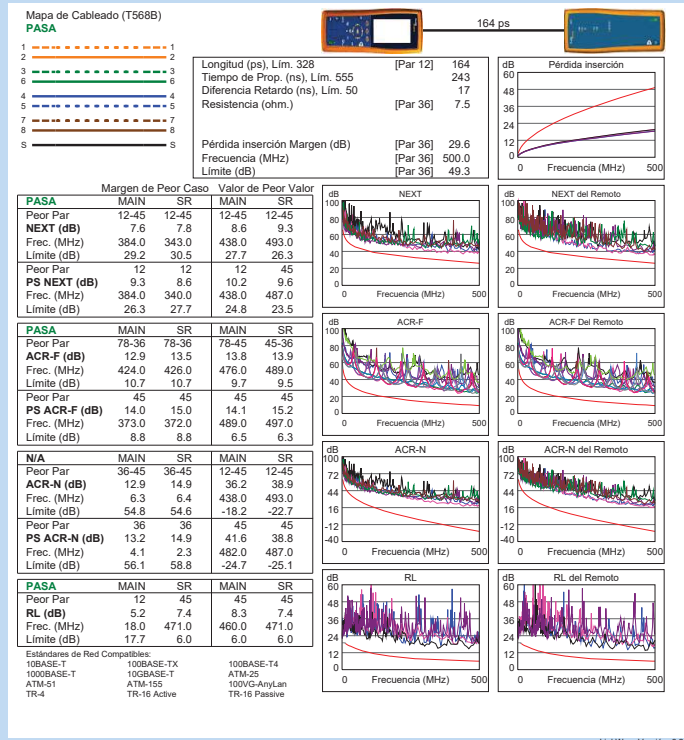 Mapa de Cableado (T568B)
PASA
1 1
2 2
3 3
6 6
4 4
5 5
7 7
8 8
S S
164 ps
Longitud (ps), Lím. 328 [Par 12] 164
Tiempo de Prop. (ns), Lím. 555 243
Diferencia Retardo (ns), Lím. 50 17
Resistencia (ohm.) [Par 36] 7.5
Pérdida inserción Margen (dB) [Par 36] 29.6
Frecuencia (MHz) [Par 36] 500.0
Límite (dB) [Par 36] 49.3
dB Pérdida inserción
60
48
36
24
12
0
0 Frecuencia (MHz) 500
Margen de Peor Caso Valor de Peor Valor
PASA MAIN SR MAIN SR
Peor Par 12-45 12-45 12-45 12-45
NEXT (dB) 7.6 7.8 8.6 9.3
Frec. (MHz) 384.0 343.0 438.0 493.0
Límite (dB) 29.2 30.5 27.7 26.3
Peor Par 12 12 12 45
PS NEXT (dB) 9.3 8.6 10.2 9.6
Frec. (MHz) 384.0 340.0 438.0 487.0
Límite (dB) 26.3 27.7 24.8 23.5
PASA MAIN SR MAIN SR
Peor Par 78-36 78-36 78-45 45-36
ACR-F (dB) 12.9 13.5 13.8 13.9
Frec. (MHz) 424.0 426.0 476.0 489.0
Límite (dB) 10.7 10.7 9.7 9.5
Peor Par 45 45 45 45
PS ACR-F (dB) 14.0 15.0 14.1 15.2
Frec. (MHz) 373.0 372.0 489.0 497.0
Límite (dB) 8.8 8.8 6.5 6.3
N/A MAIN SR MAIN SR
Peor Par 36-45 36-45 12-45 12-45
ACR-N (dB) 12.9 14.9 36.2 38.9
Frec. (MHz) 6.3 6.4 438.0 493.0
Límite (dB) 54.8 54.6 -18.2 -22.7
Peor Par 36 36 45 45
PS ACR-N (dB) 13.2 14.9 41.6 38.8
Frec. (MHz) 4.1 2.3 482.0 487.0
Límite (dB) 56.1 58.8 -24.7 -25.1
PASA MAIN SR MAIN SR
Peor Par 12 45 45 45
RL (dB) 5.2 7.4 8.3 7.4
Frec. (MHz) 18.0 471.0 460.0 471.0
Límite (dB) 17.7 6.0 6.0 6.0
Estándares de Red Compatibles:
10BASE-T 100BASE-TX 100BASE-T4
1000BASE-T 10GBASE-T ATM-25
ATM-51 ATM-155 100VG-AnyLan
TR-4 TR-16 Active TR-16 Passive
dB NEXT
100
80
60
40
20
0
0 Frecuencia (MHz) 500
dB NEXT del Remoto
100
80
60
40
20
0
0 Frecuencia (MHz) 500
dB ACR-F
100
80
60
40
20
0
0 Frecuencia (MHz) 500
dB ACR-F Del Remoto
100
80
60
40
20
0
0 Frecuencia (MHz) 500
dB ACR-N
100
72
44
16
-12
-40
0 Frecuencia (MHz) 500
dB ACR-N del Remoto
100
72
44
16
-12
-40
0 Frecuencia (MHz) 500
dB RL
60
48
36
24
12
0
0 Frecuencia (MHz) 500
dB RL del Remoto
60
48
36
24
12
0
0 Frecuencia (MHz) 500